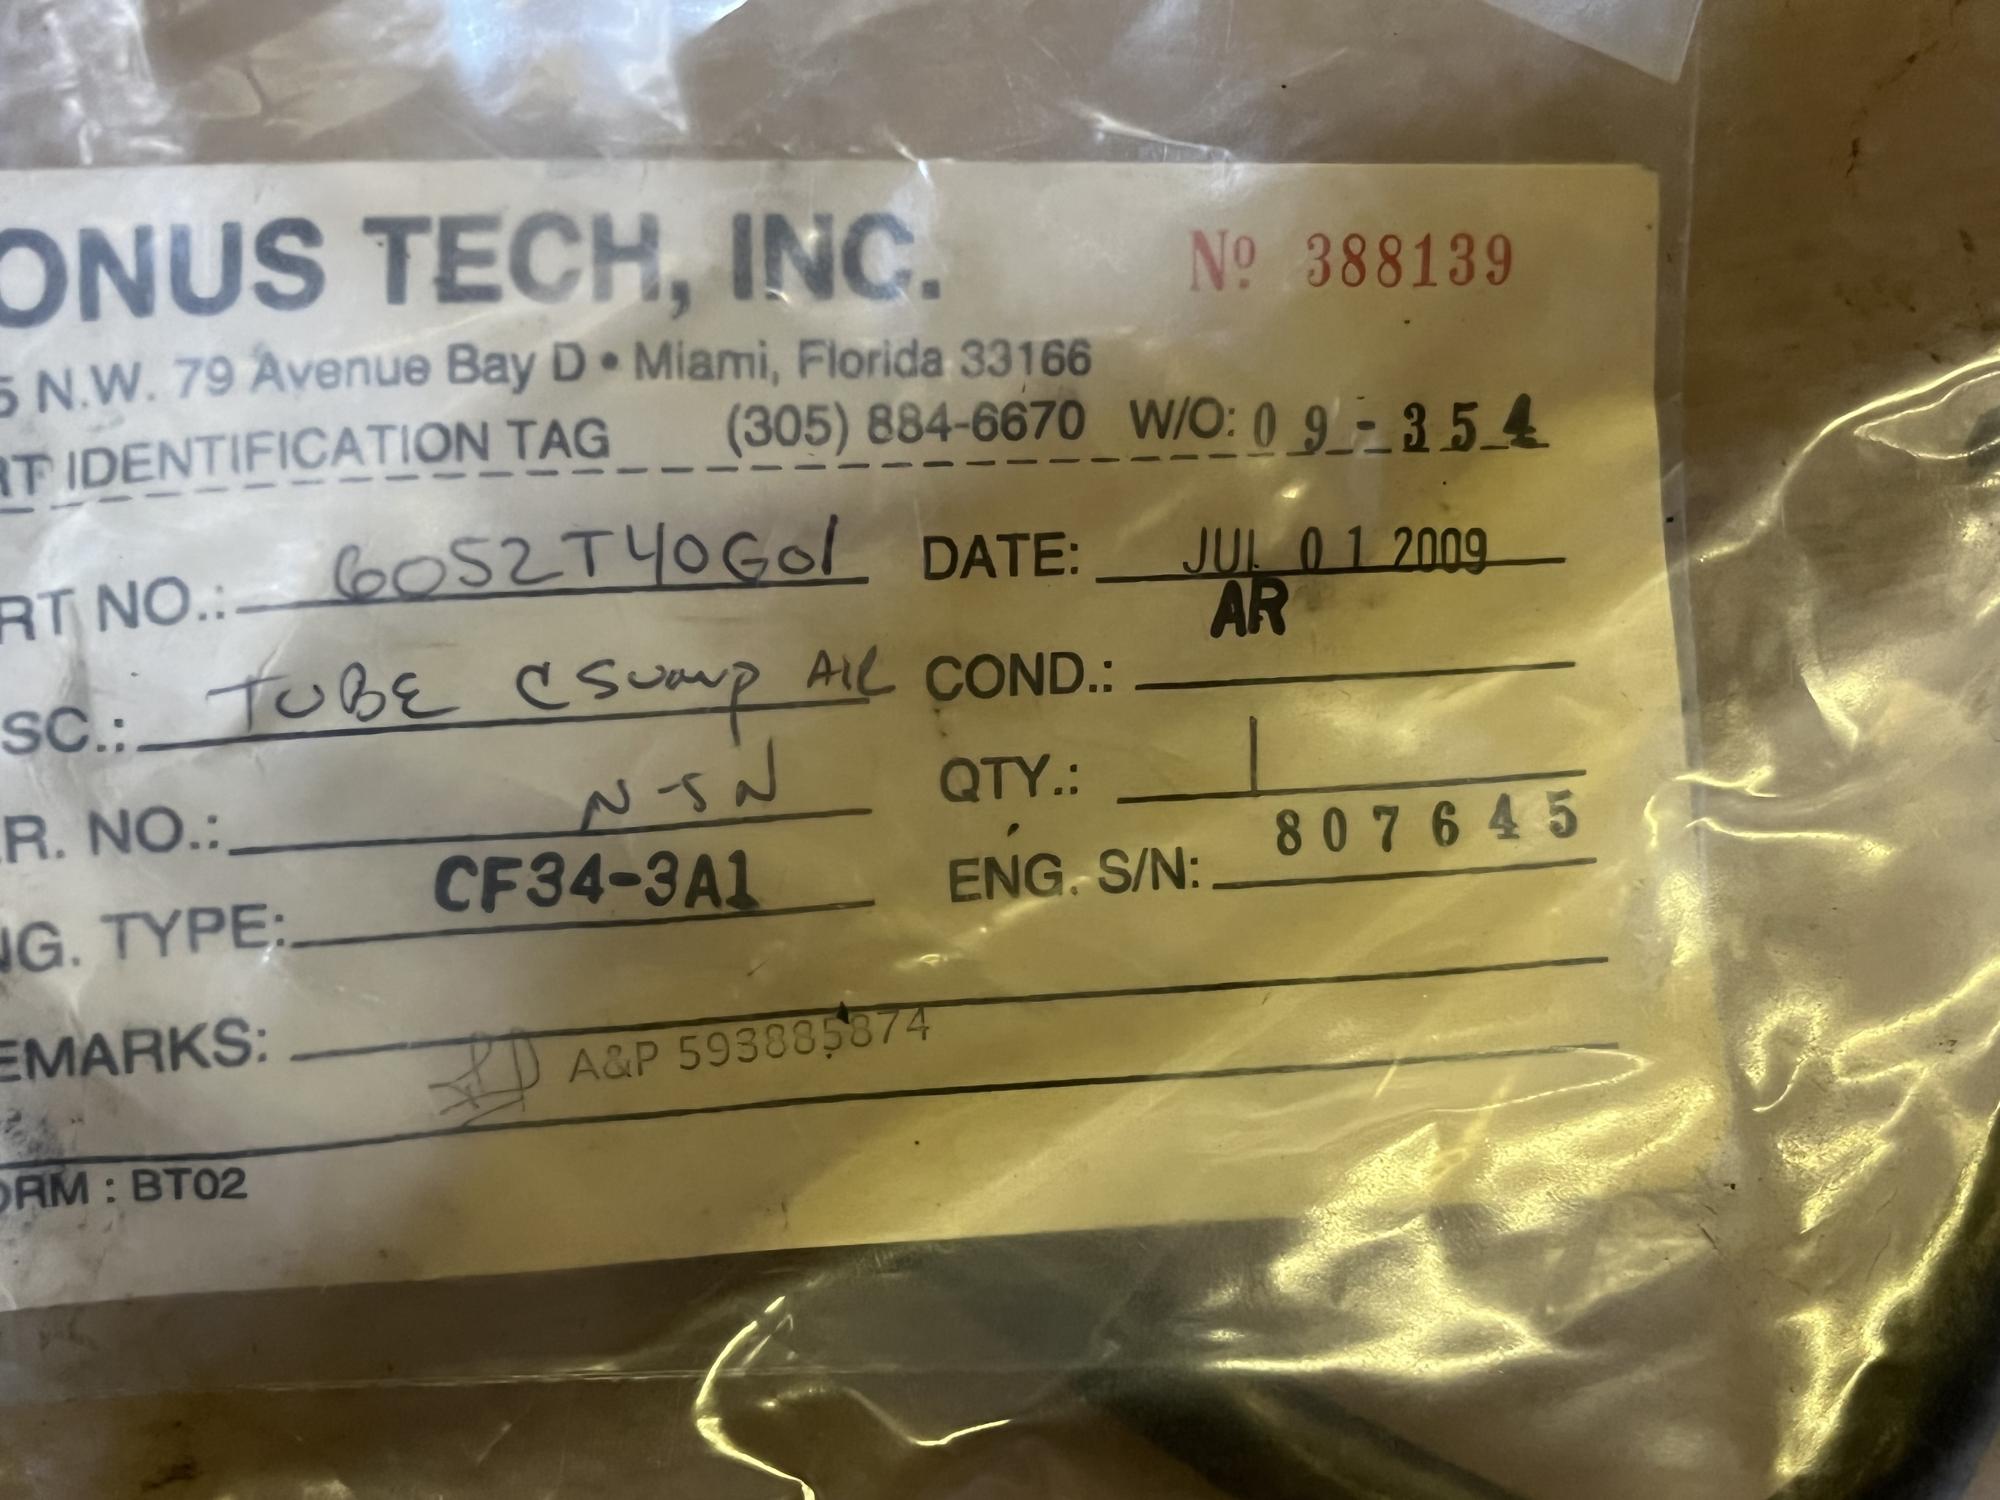 ONUS TECH, INC. Nº 388139
5 N.W. 79 Avenue Bay D • Miami, Florida 33166
RT IDENTIFICATION TAG (305) 884-6670 W/O: 09-354
RT NO.: 6052T40G01 DATE: JUL 01 2009
SC.: TUBE C Sump AIR COND.: AR
R. NO.: N-S-N QTY.: 1
NG. TYPE: CF34-3A1 ENG. S/N: 807645
EMARKS:
A&P 593885874
ORM : BT02